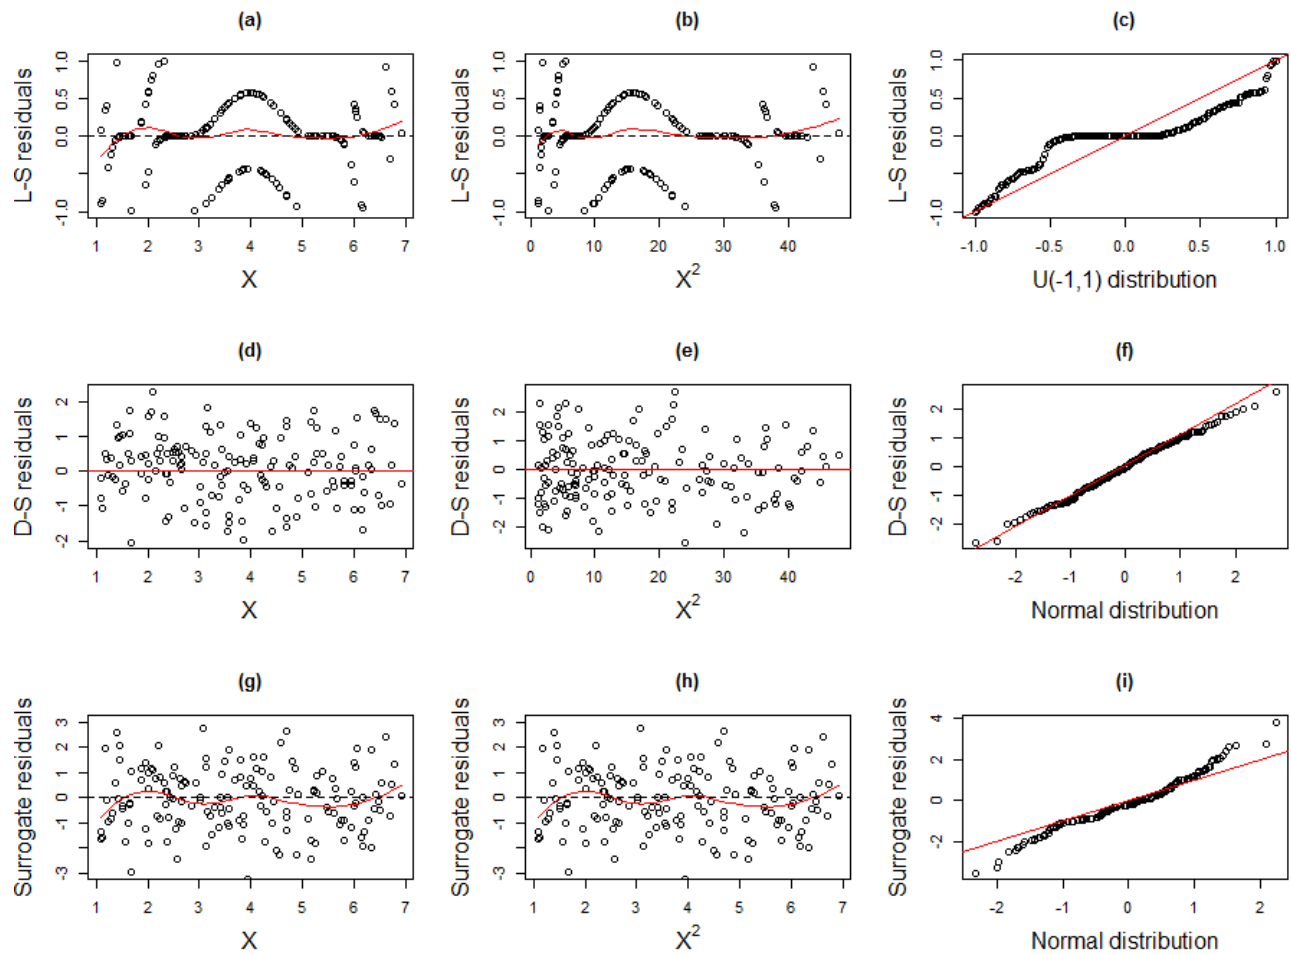 (a) (b) (c)
L-S residuals
1.0
0.5
0.0
-1.0
1 2 3 4 5 6 7
X
L-S residuals
1.0
0.5
0.0
-1.0
0 10 20 30 40
X²
L-S residuals
1.0
0.5
0.0
-1.0
-1.0 -0.5 0.0 0.5 1.0
U(-1,1) distribution
(d) (e) (f)
D-S residuals
2
1
0
-1
-2
1 2 3 4 5 6 7
X
D-S residuals
2
1
0
-1
-2
0 10 20 30 40
X²
D-S residuals
2
1
0
-1
-2
-2 -1 0 1 2
Normal distribution
(g) (h) (i)
Surrogate residuals
3
2
1
0
-1
-3
1 2 3 4 5 6 7
X
Surrogate residuals
3
2
1
0
-1
-3
1 2 3 4 5 6 7
X²
Surrogate residuals
4
2
0
-2
-2 -1 0 1 2
Normal distribution